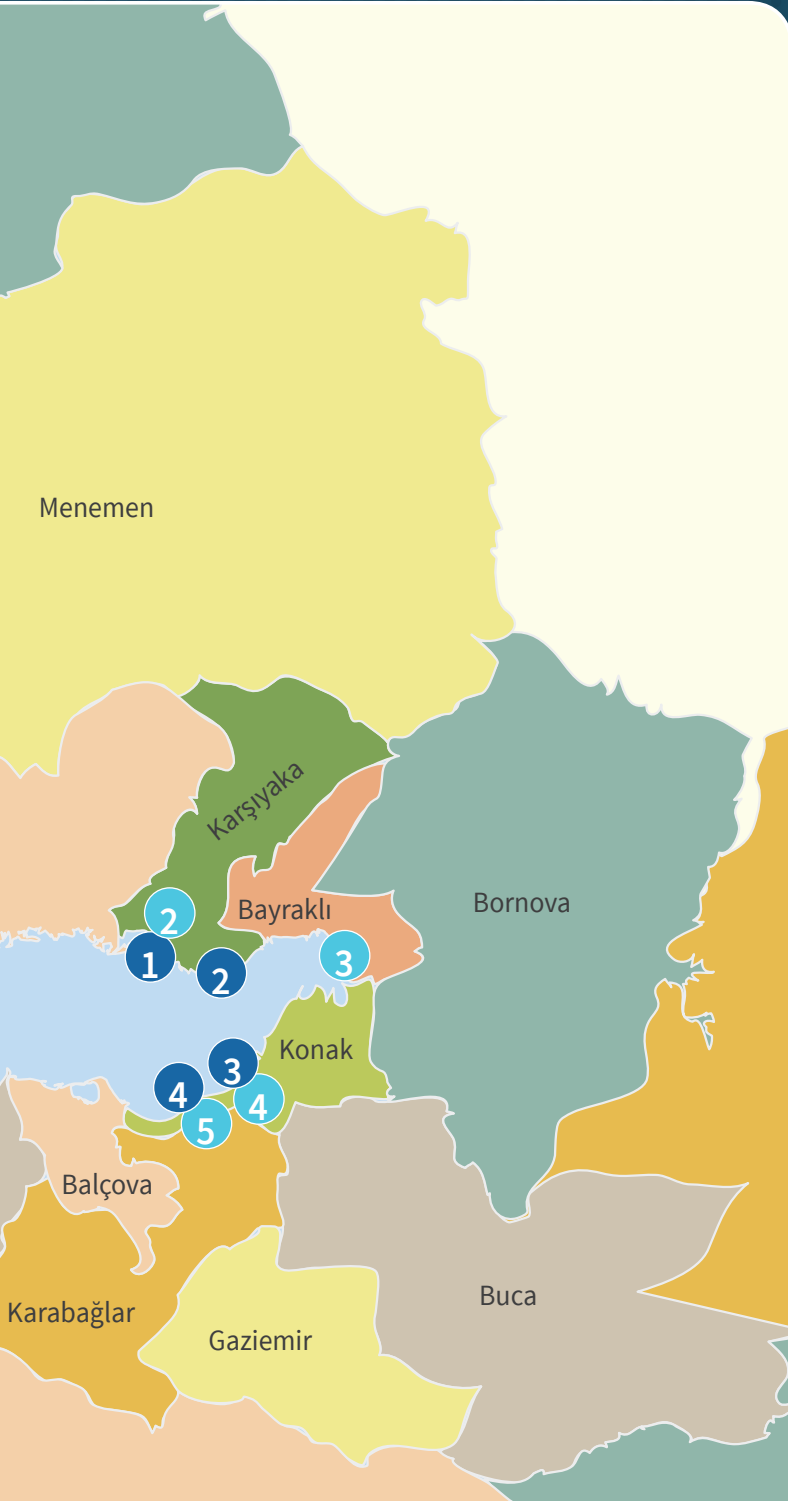 Menemen
Karşıyaka
Bayraklı
Bornova
2
1
2
3
Konak
3
4
4
5
Balçova
Karabağlar
Gaziemir
Buca